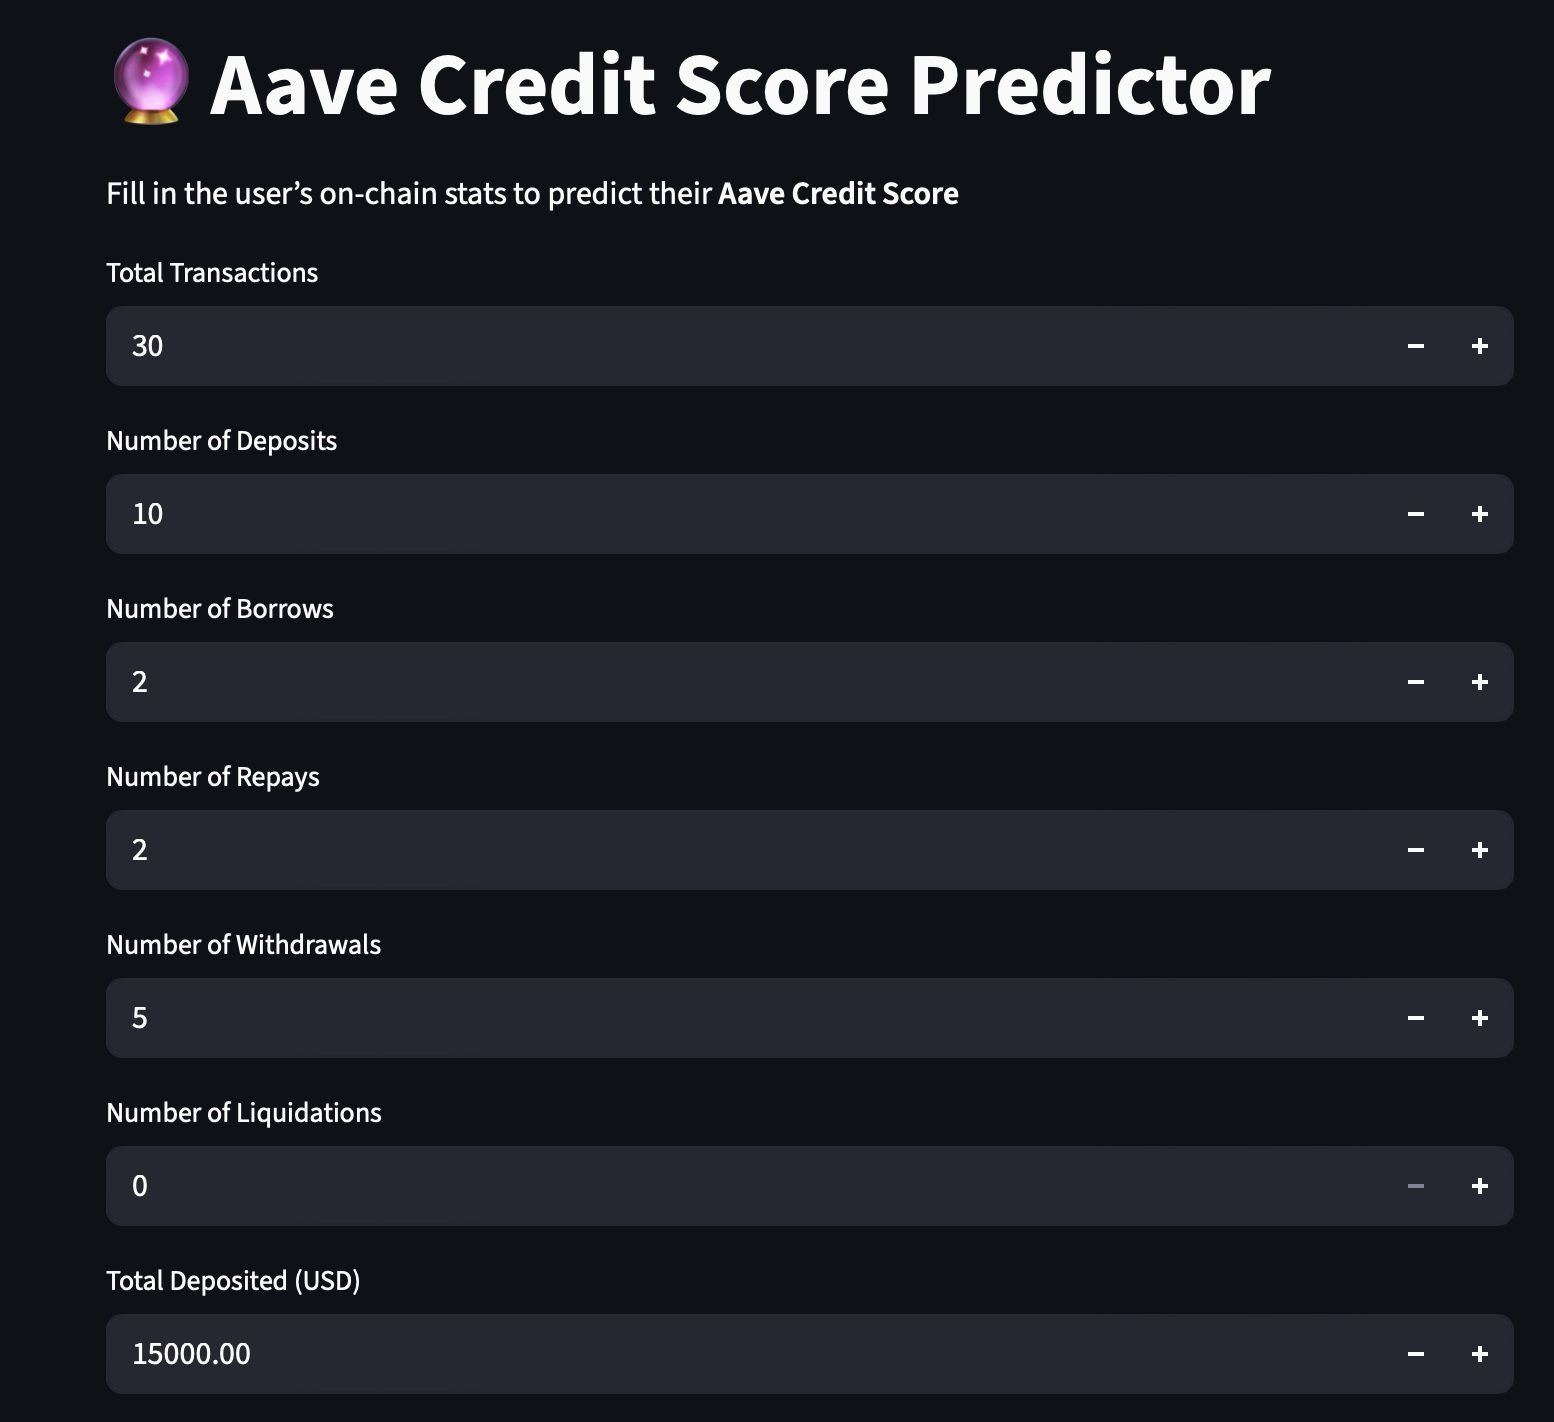 Aave Credit Score Predictor
Fill in the user’s on-chain stats to predict their Aave Credit Score
Total Transactions
30
Number of Deposits
10
Number of Borrows
2
Number of Repays
2
Number of Withdrawals
5
Number of Liquidations
0
Total Deposited (USD)
15000.00